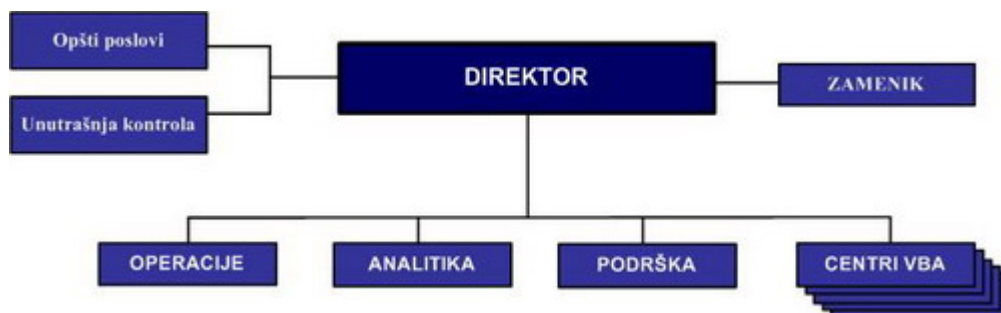 Opšti poslovi
DIREKTOR
ZAMENIK
Unutrašnja kontrola
OPERACIJE
ANALITIKA
PODRŠKA
CENTRI VBA